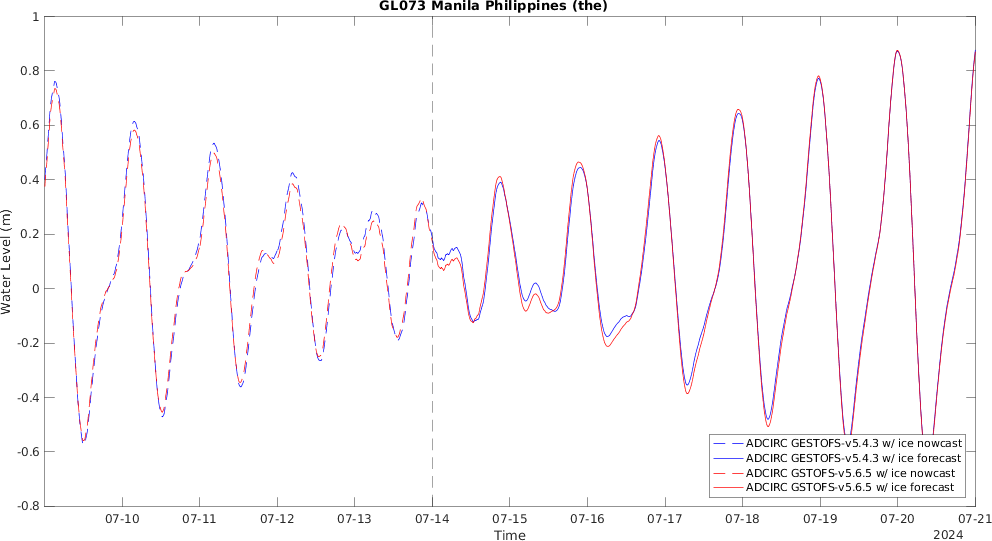 GL073 Manila Philippines (the)
Water Level (m)
1
0.8
0.6
0.4
0.2
0
-0.2
-0.4
-0.6
-0.8
ADCIRC GESTOFS-v5.4.3 w/ ice nowcast
ADCIRC GESTOFS-v5.4.3 w/ ice forecast
ADCIRC GSTOFS-v5.6.5 w/ ice nowcast
ADCIRC GSTOFS-v5.6.5 w/ ice forecast
07-10 07-11 07-12 07-13 07-14 07-15 07-16 07-17 07-18 07-19 07-20 07-21
Time
2024